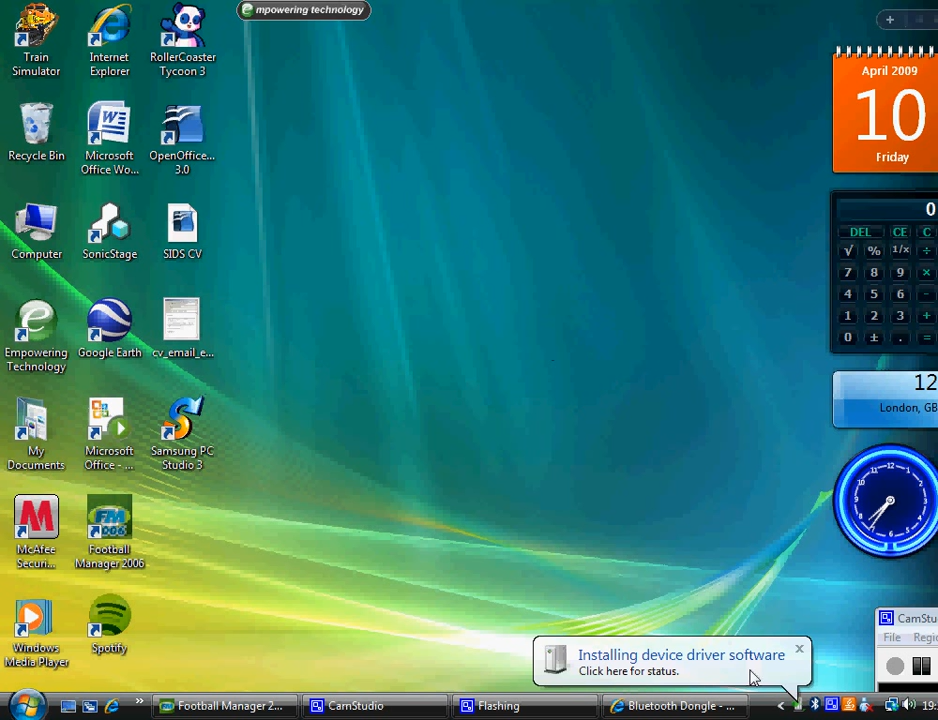 empowering technology
Train
Simulator
Internet
Explorer
RollerCoaster
Tycoon 3
Recycle Bin
Microsoft
Office Wo...
OpenOffice...
3.0
Computer
SonicStage
SIDS CV
Empowering
Technology
Google Earth
cv_email_e...
My
Documents
Microsoft
Office - ...
Samsung PC
Studio 3
McAfee
Securi...
Football
Manager 2006
Windows
Media Player
Spotify
April 2009
10
Friday
0
DEL CE C
√ % 1/x ÷
7 8 9 ×
4 5 6 -
1 2 3 +
0 ± . =
12
London, GB
CamStu
File Regio
Installing device driver software
Click here for status.
Football Manager 2...
CamStudio
Flashing
Bluetooth Dongle - ...
19: